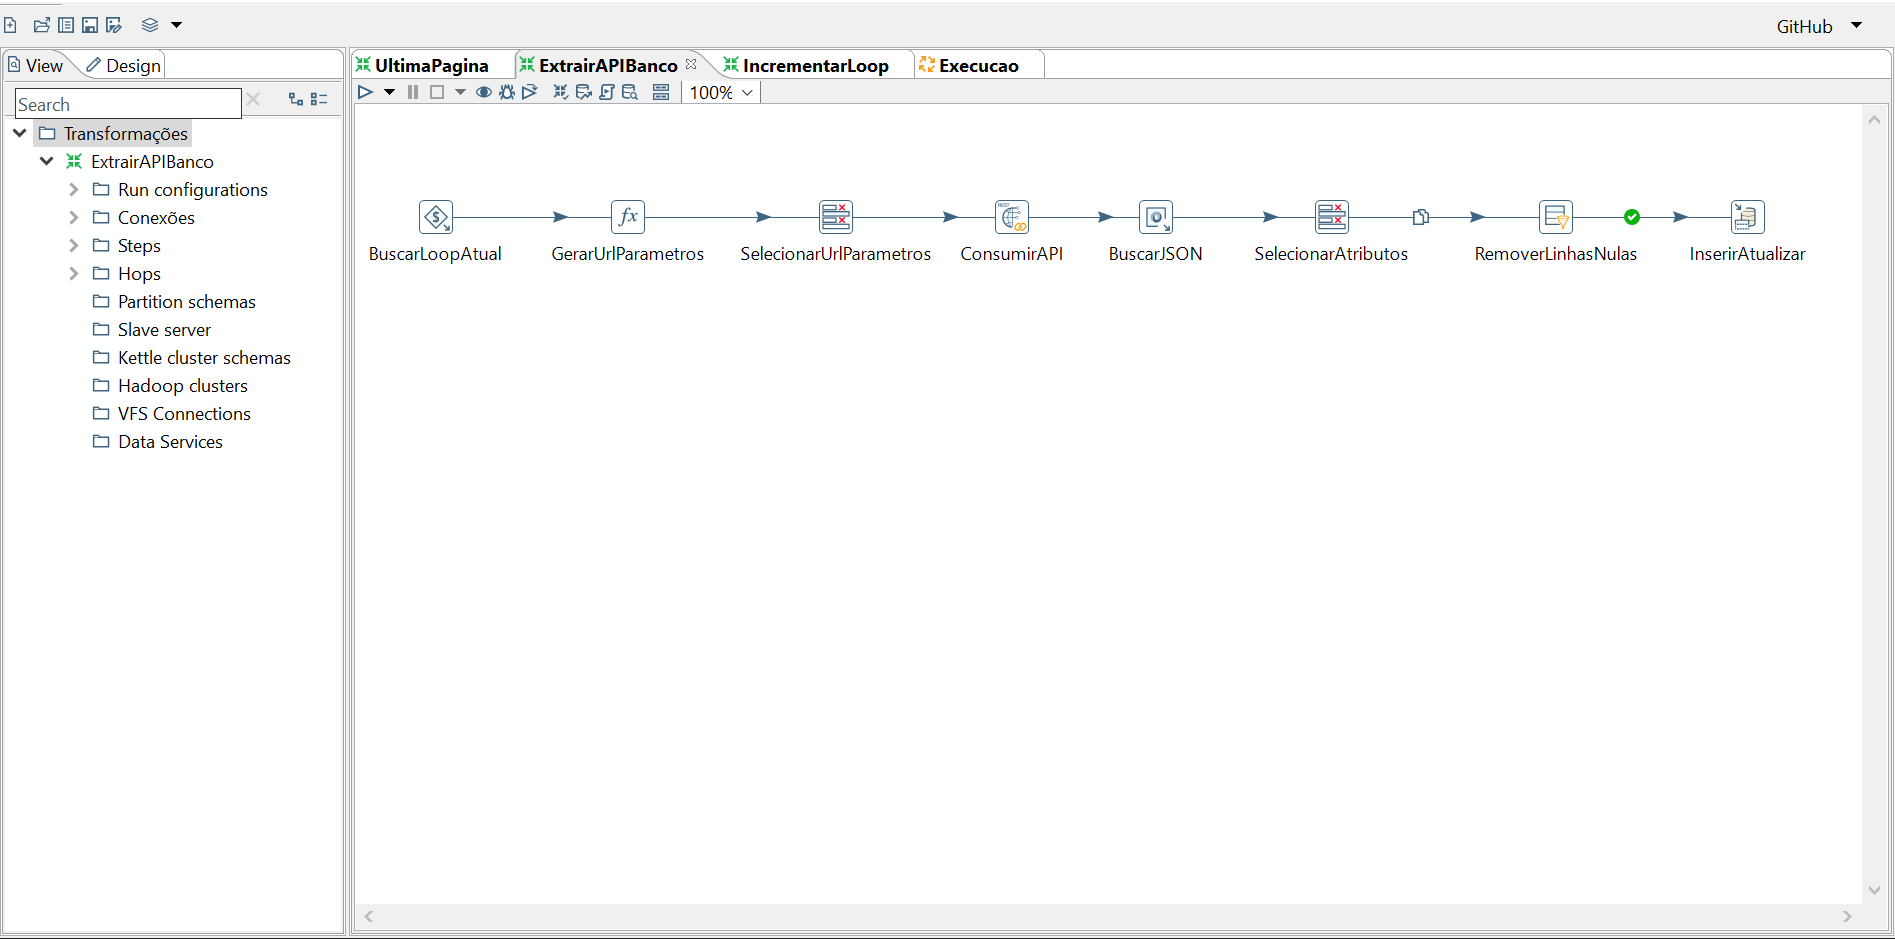 GitHub
View
Design
Search
Transformações
ExtrairAPIBanco
Run configurations
Conexões
Steps
Hops
Partition schemas
Slave server
Kettle cluster schemas
Hadoop clusters
VFS Connections
Data Services
UltimaPagina
ExtrairAPIBanco
IncrementarLoop
Execucao
100%
BuscarLoopAtual
GerarUrlParametros
SelecionarUrlParametros
ConsumirAPI
BuscarJSON
SelecionarAtributos
RemoverLinhasNulas
InserirAtualizar